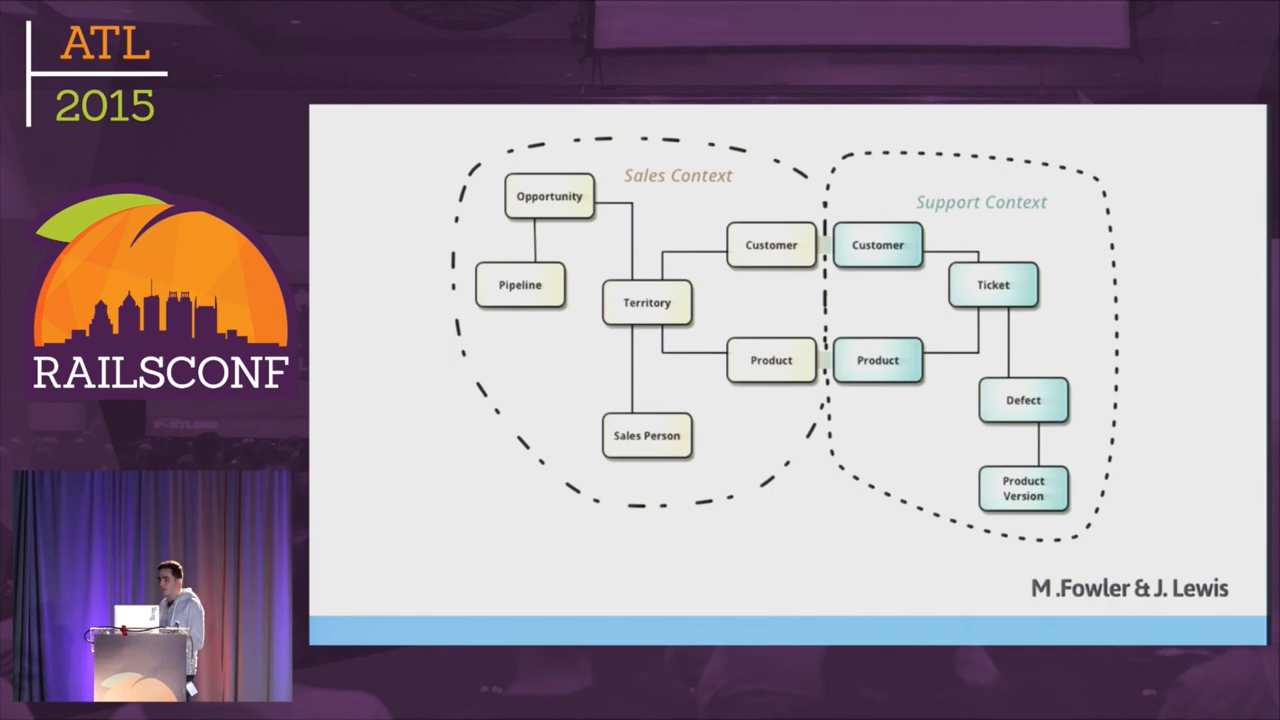 ATL
2015
RAILSCONF
Sales Context
Support Context
Opportunity
Pipeline
Territory
Customer
Product
Sales Person
Customer
Product
Ticket
Defect
Product
Version
M .Fowler & J. Lewis
PORTLAND